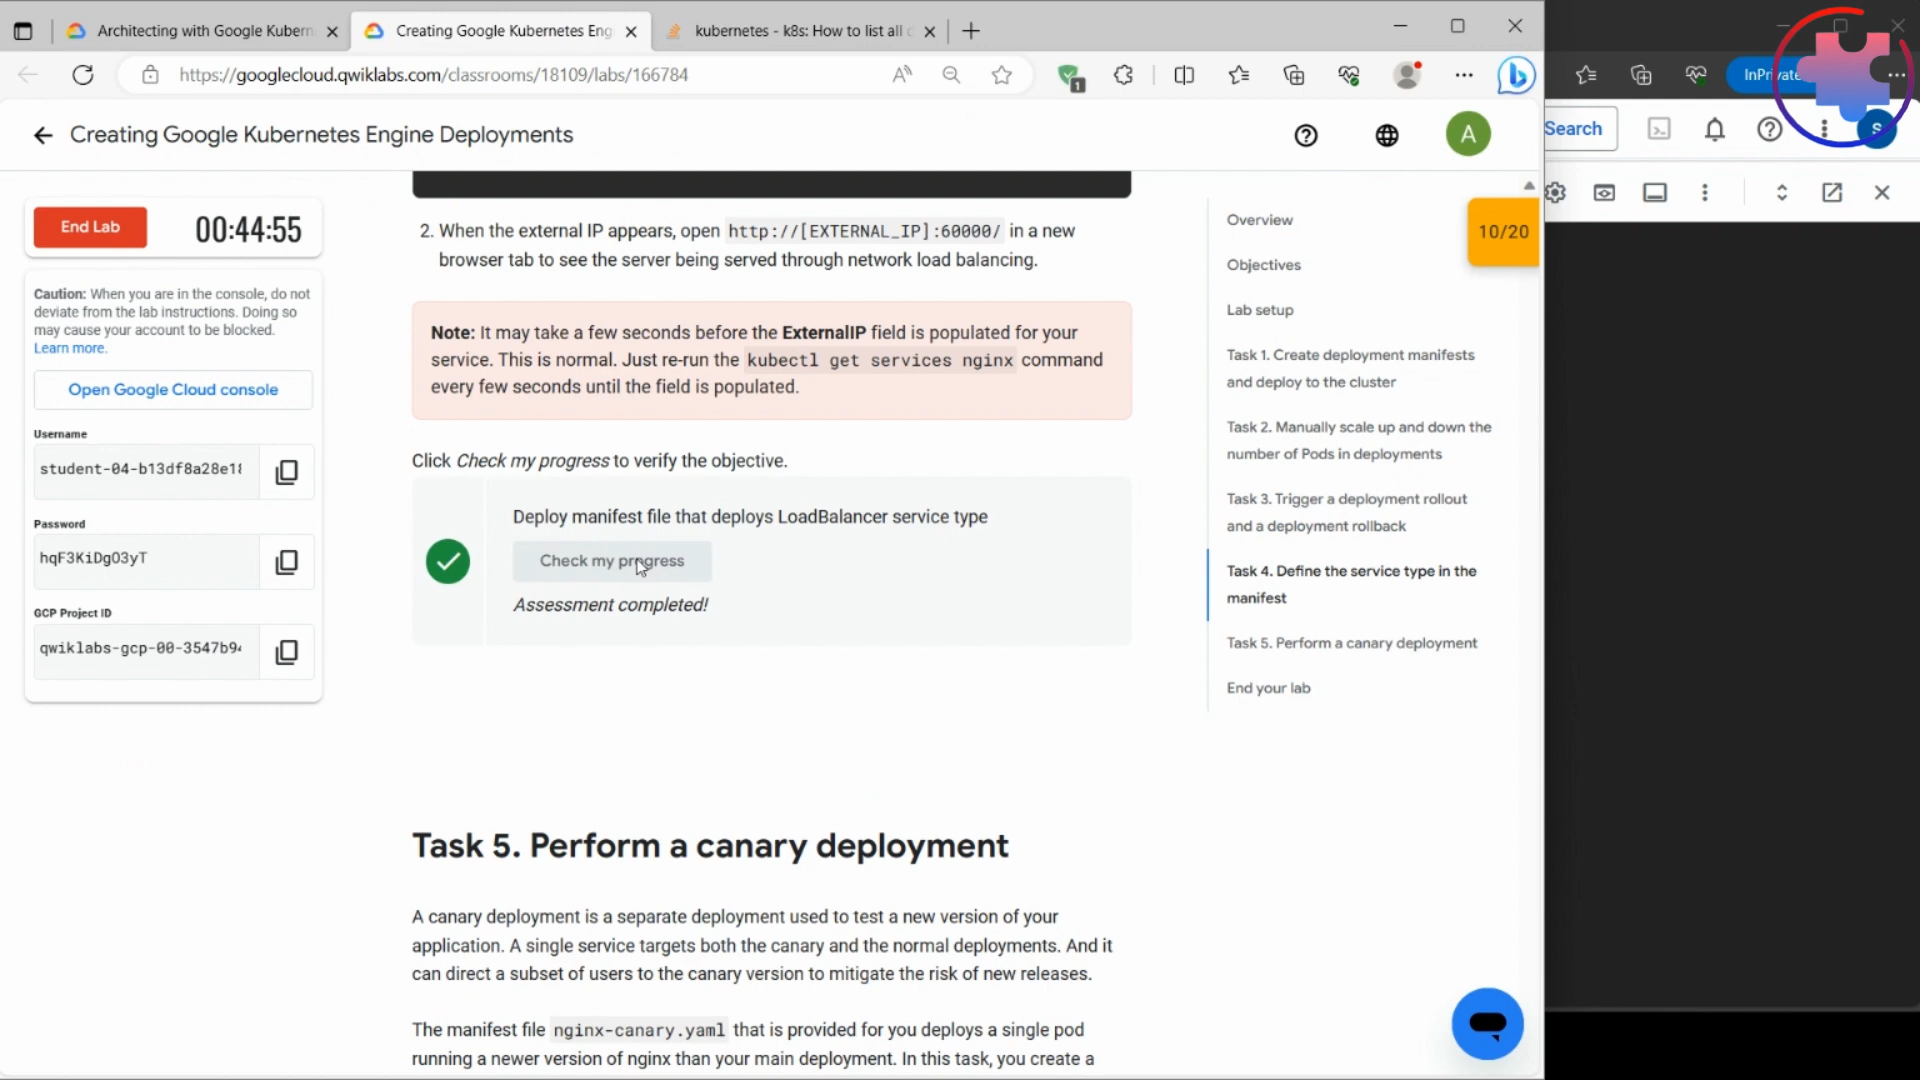 Architecting with Google Kubern
Creating Google Kubernetes Eng
kubernetes - k8s: How to list all
https://googlecloud.qwiklabs.com/classrooms/18109/labs/166784
1
InPrivate
Creating Google Kubernetes Engine Deployments
A
Search
S
End Lab
00:44:55
Caution: When you are in the console, do not
deviate from the lab instructions. Doing so
may cause your account to be blocked.
Learn more.
Open Google Cloud console
Username
student-04-b13df8a28e18
Password
hqF3KiDgO3yT
GCP Project ID
qwiklabs-gcp-00-3547b94
2. When the external IP appears, open http://[EXTERNAL_IP]:60000/ in a new
browser tab to see the server being served through network load balancing.
Note: It may take a few seconds before the ExternalIP field is populated for your
service. This is normal. Just re-run the kubectl get services nginx command
every few seconds until the field is populated.
Click Check my progress to verify the objective.
Deploy manifest file that deploys LoadBalancer service type
Check my progress
Assessment completed!
Task 5. Perform a canary deployment
A canary deployment is a separate deployment used to test a new version of your
application. A single service targets both the canary and the normal deployments. And it
can direct a subset of users to the canary version to mitigate the risk of new releases.
The manifest file nginx-canary.yaml that is provided for you deploys a single pod
running a newer version of nginx than your main deployment. In this task, you create a
Overview
10/20
Objectives
Lab setup
Task 1. Create deployment manifests
and deploy to the cluster
Task 2. Manually scale up and down the
number of Pods in deployments
Task 3. Trigger a deployment rollout
and a deployment rollback
Task 4. Define the service type in the
manifest
Task 5. Perform a canary deployment
End your lab